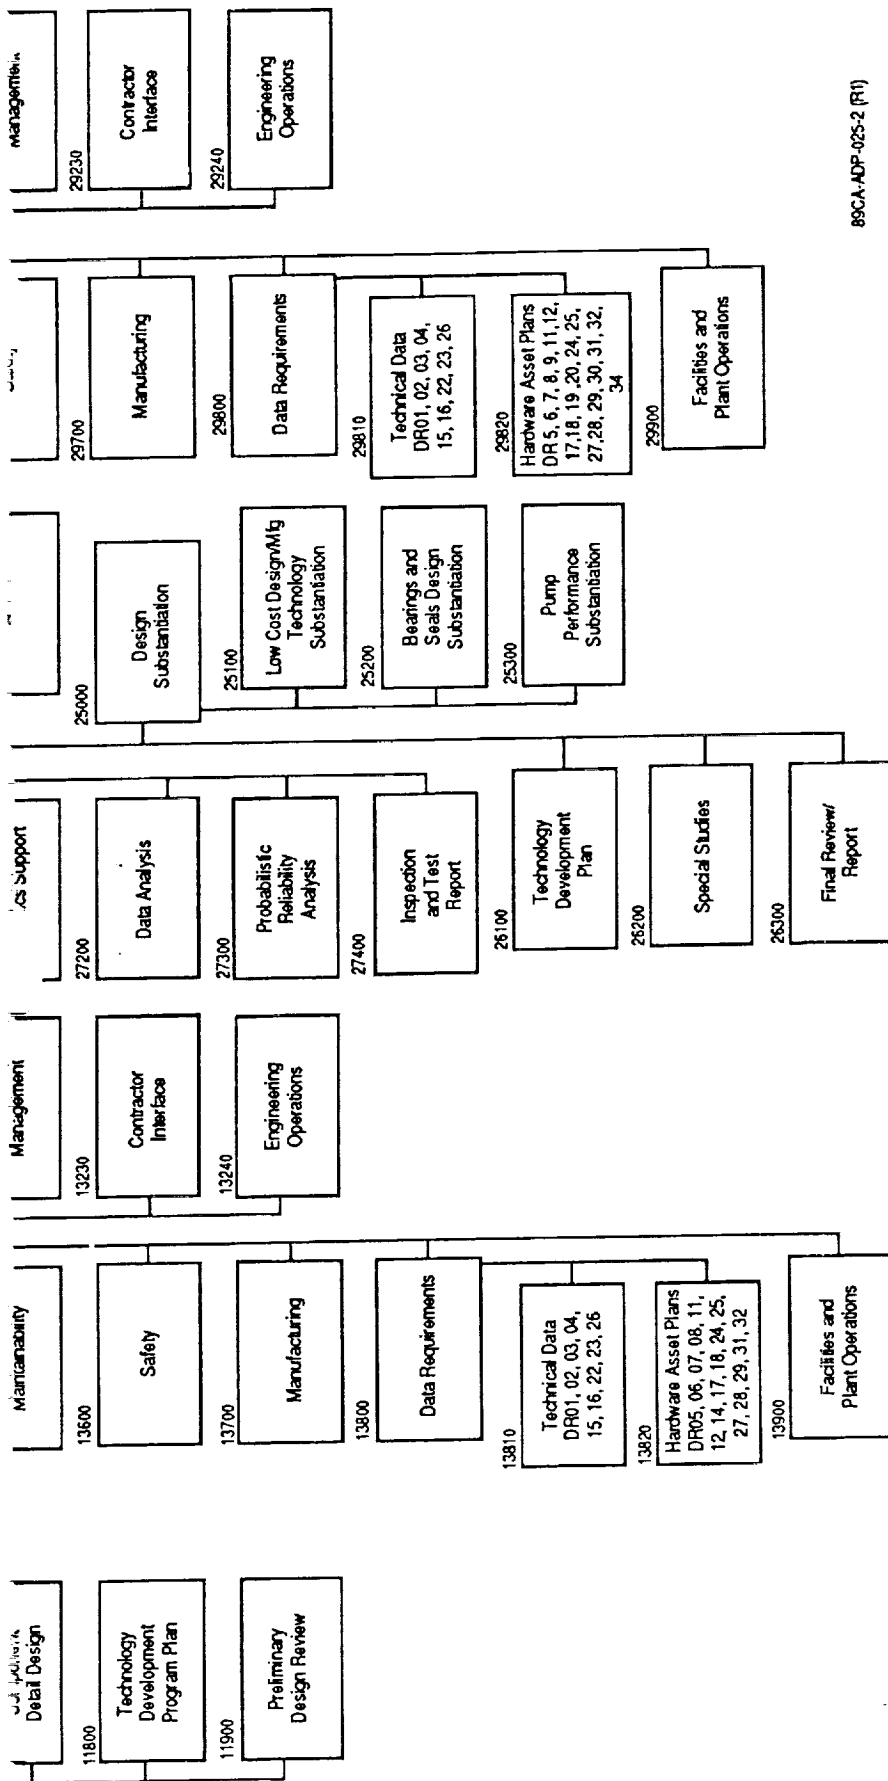 Detail Design
11800
Technology
Development
Program Plan
11900
Preliminary
Design Review
Maintainability
13600
Safety
13700
Manufacturing
13800
Data Requirements
13810
Technical Data
DR01, 02, 03, 04,
15, 16, 22, 23, 26
13820
Hardware Asset Plans
DR05, 06, 07, 08, 11,
12, 14, 17, 18, 24, 25,
27, 28, 29, 31, 32
13900
Facilities and
Plant Operations
Management
13230
Contractor
Interface
13240
Engineering
Operations
Support
27200
Data Analysis
27300
Probabilistic
Reliability
Analysis
27400
Inspection
and Test
Report
26100
Technology
Development
Plan
26200
Special Studies
26300
Final Review/
Report
25000
Design
Substantiation
25100
Low Cost Design/Mfg
Technology
Substantiation
25200
Bearings and
Seals Design
Substantiation
25300
Pump
Performance
Substantiation
29700
Manufacturing
29800
Data Requirements
29810
Technical Data
DR01, 02, 03, 04,
15, 16, 22, 23, 26
29820
Hardware Asset Plans
DR 5, 6, 7, 8, 9, 11,12,
17,18, 19 ,20, 24, 25,
27,28, 29, 30, 31, 32,
34
29900
Facilities and
Plant Operations
Management
29230
Contractor
Interface
29240
Engineering
Operations
89CA-ADP-025-2 (R1)